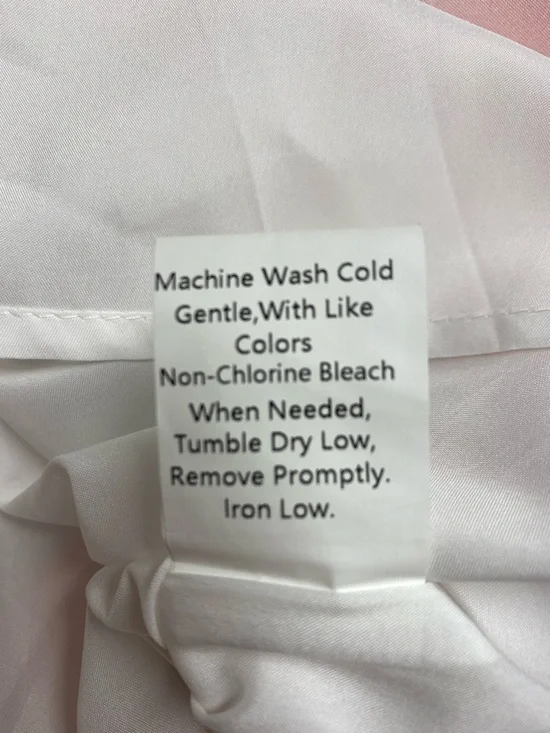 Machine Wash Cold
Gentle,With Like
Colors
Non-Chlorine Bleach
When Needed,
Tumble Dry Low,
Remove Promptly.
Iron Low.